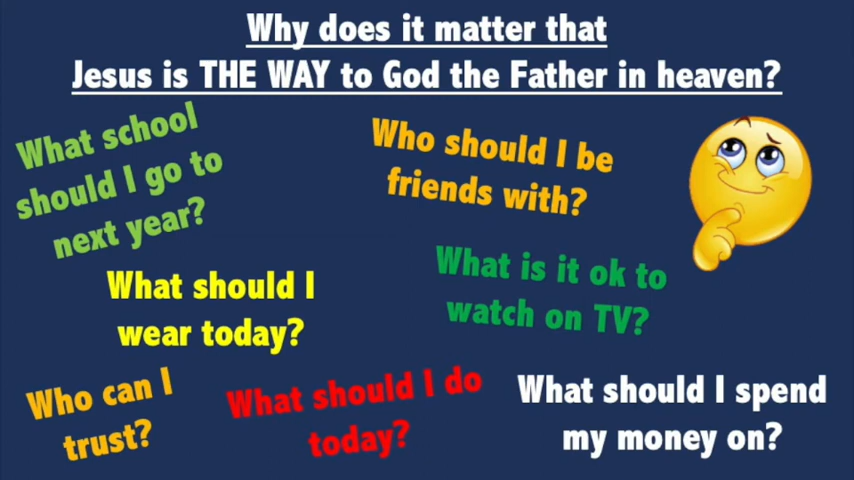 Why does it matter that
Jesus is THE WAY to God the Father in heaven?
What school
should I go to
next year?
Who should I be
friends with?
What should I
wear today?
What is it ok to
watch on TV?
Who can I
trust?
What should I do
today?
What should I spend
my money on?